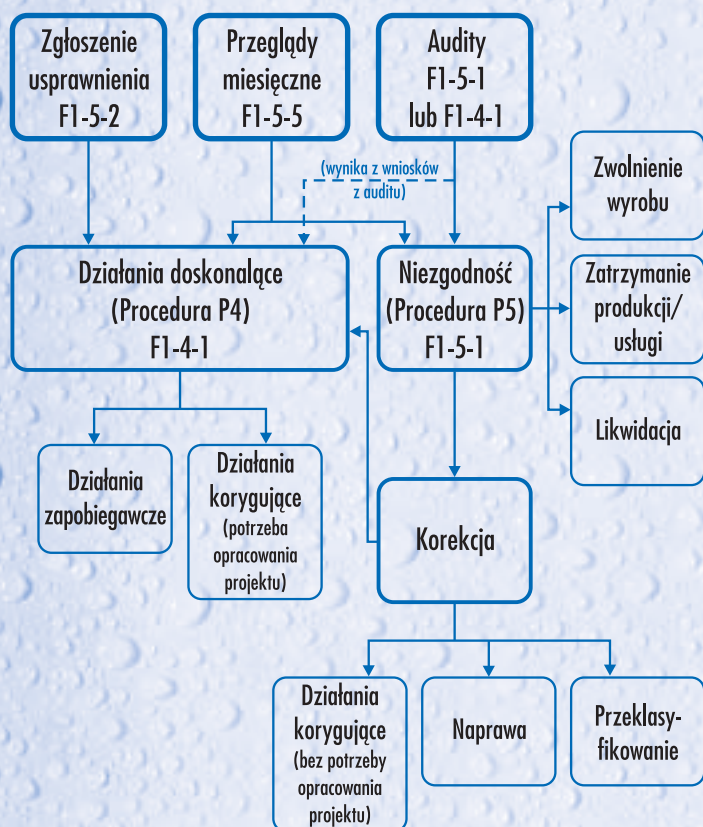 Zgłoszenie
usprawnienia
F1-5-2
Przeglądy
miesięczne
F1-5-5
Audity
F1-5-1
lub F1-4-1
(wynika z wniosków
z auditu)
Zwolnienie
wyrobu
Działania doskonalące
(Procedura P4)
F1-4-1
Niezgodność
(Procedura P5)
F1-5-1
Zatrzymanie
produkcji/
usługi
Likwidacja
Działania
zapobiegawcze
Działania
korygujące
(potrzeba
opracowania
projektu)
Korekcja
Działania
korygujące
(bez potrzeby
opracowania
projektu)
Naprawa
Przeklasy-
fikowanie